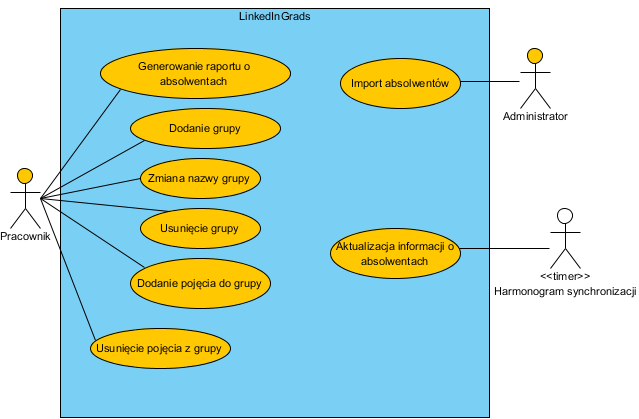 LinkedInGrads
Generowanie raportu o
absolwentach
Dodanie grupy
Zmiana nazwy grupy
Usunięcie grupy
Dodanie pojęcia do grupy
Usunięcie pojęcia z grupy
Pracownik
Import absolwentów
Administrator
Aktualizacja informacji o
absolwentach
<<timer>>
Harmonogram synchronizacji